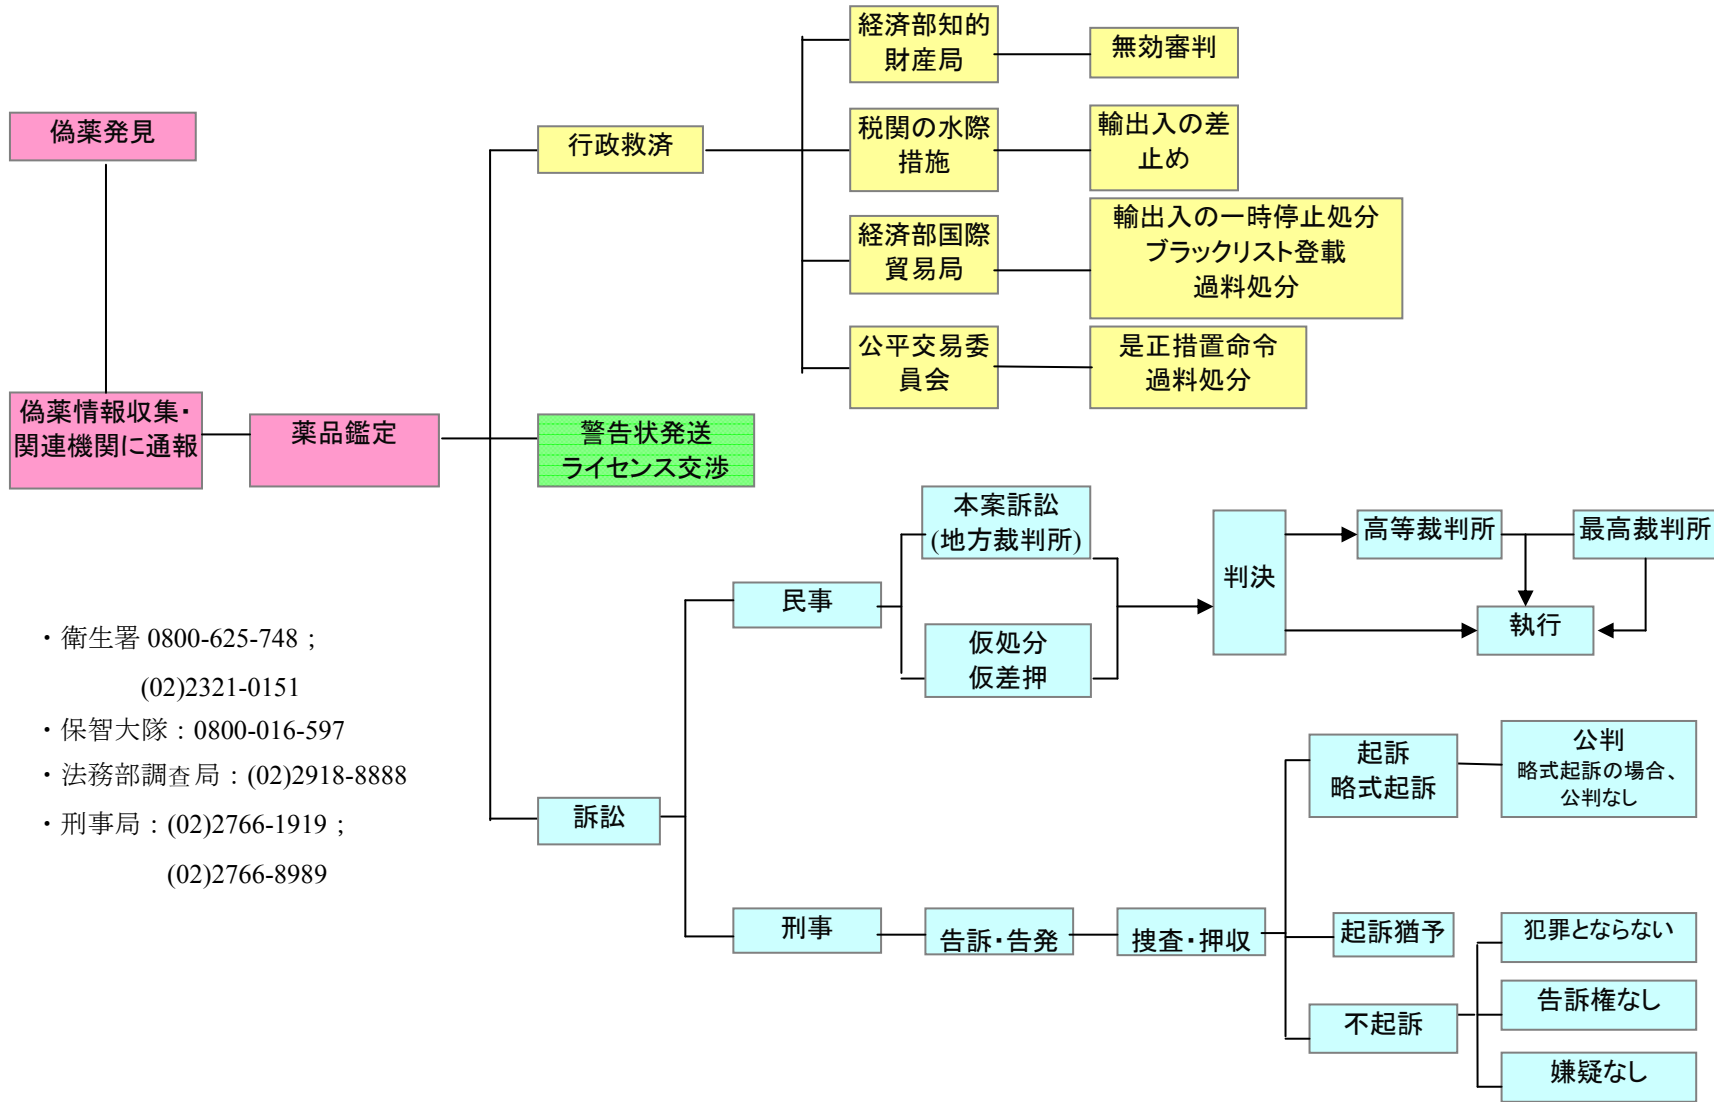 偽薬発見
偽薬情報収集・
関連機関に通報
薬品鑑定
行政救済
経済部知的
財産局
無効審判
税関の水際
措施
輸出入の差
止め
経済部国際
貿易局
輸出入の一時停止処分
ブラックリスト登載
過料処分
公平交易委
員会
是正措置命令
過料処分
警告状発送
ライセンス交渉
訴訟
民事
本案訴訟
(地方裁判所)
仮処分
仮差押
判決
高等裁判所
最高裁判所
執行
刑事
告訴・告発
捜査・押収
起訴
略式起訴
公判
略式起訴の場合、
公判なし
起訴猶予
不起訴
犯罪とならない
告訴権なし
嫌疑なし
・衛生署 0800-625-748；
(02)2321-0151
・保智大隊：0800-016-597
・法務部調査局：(02)2918-8888
・刑事局：(02)2766-1919；
(02)2766-8989